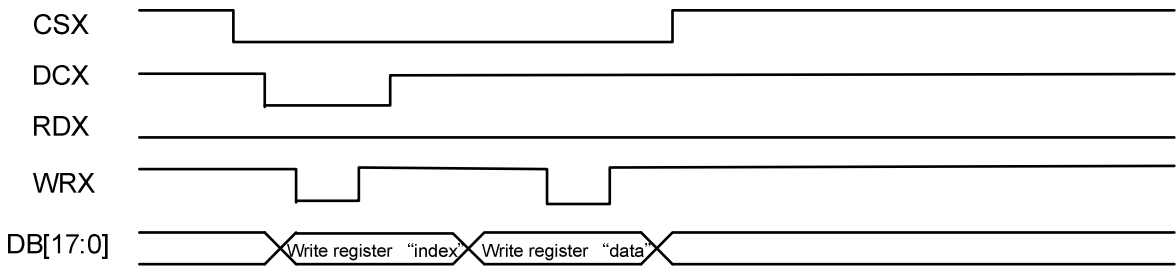 CSX
DCX
RDX
WRX
DB[17:0]
Write register “index”
Write register “data”